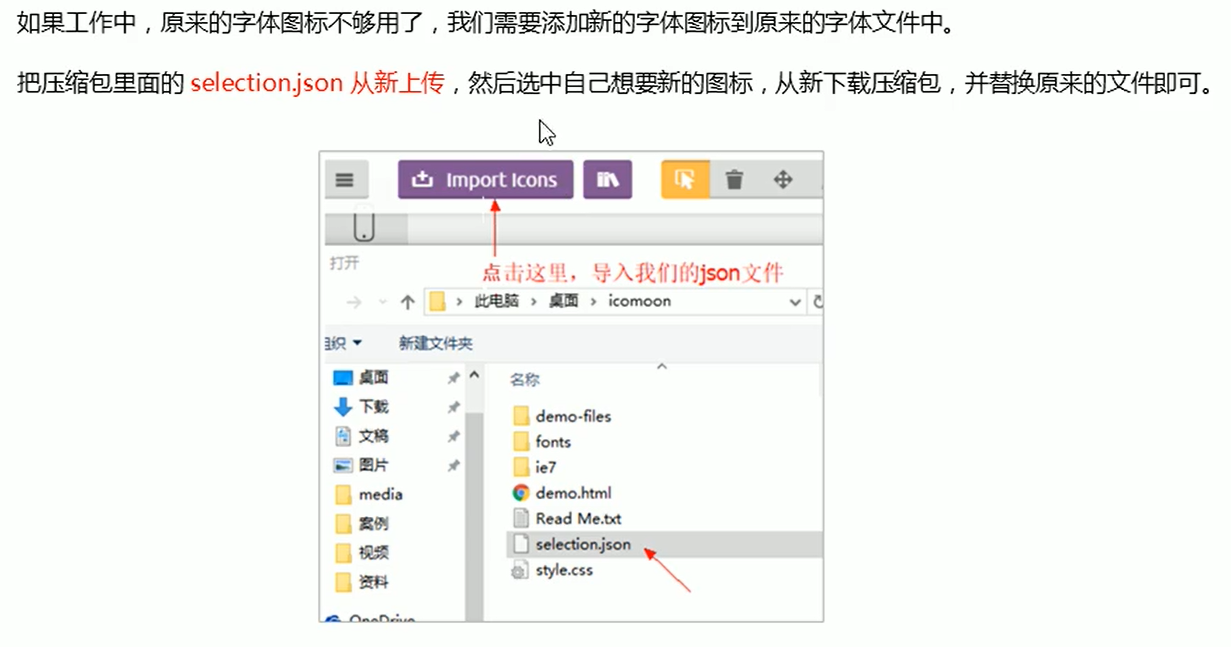 如果工作中，原来的字体图标不够用了，我们需要添加新的字体图标到原来的字体文件中。
把压缩包里面的 selection.json 从新上传，然后选中自己想要新的图标，从新下载压缩包，并替换原来的文件即可。
Import Icons
点击这里，导入我们的json文件
打开
此电脑 › 桌面 › icomoon
组织 新建文件夹
桌面
下载
文稿
图片
media
案例
视频
资料
OneDrive
名称
demo-files
fonts
ie7
demo.html
Read Me.txt
selection.json
style.css